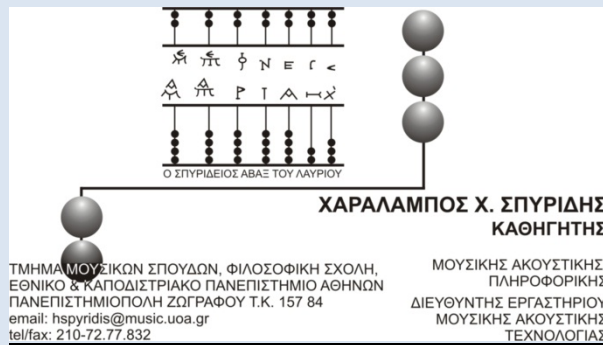 Ο ΣΠΥΡΙΔΕΙΟΣ ΑΒΑΞ ΤΟΥ ΛΑΥΡΙΟΥ
ΧΑΡΑΛΑΜΠΟΣ Χ. ΣΠΥΡΙΔΗΣ
ΚΑΘΗΓΗΤΗΣ
ΤΜΗΜΑ ΜΟΥΣΙΚΩΝ ΣΠΟΥΔΩΝ, ΦΙΛΟΣΟΦΙΚΗ ΣΧΟΛΗ,
ΕΘΝΙΚΟ & ΚΑΠΟΔΙΣΤΡΙΑΚΟ ΠΑΝΕΠΙΣΤΗΜΙΟ ΑΘΗΝΩΝ
ΠΑΝΕΠΙΣΤΗΜΙΟΠΟΛΗ ΖΩΓΡΑΦΟΥ Τ.Κ. 157 84
email: hspyridis@music.uoa.gr
tel/fax: 210-72.77.832
ΜΟΥΣΙΚΗΣ ΑΚΟΥΣΤΙΚΗΣ
ΠΛΗΡΟΦΟΡΙΚΗΣ
ΔΙΕΥΘΥΝΤΗΣ ΕΡΓΑΣΤΗΡΙΟΥ
ΜΟΥΣΙΚΗΣ ΑΚΟΥΣΤΙΚΗΣ
ΤΕΧΝΟΛΟΓΙΑΣ